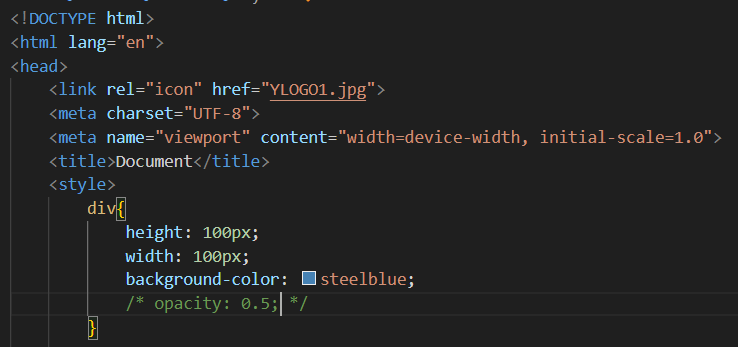 <!DOCTYPE html>
<html lang="en">
<head>
    <link rel="icon" href="YLOGO1.jpg">
    <meta charset="UTF-8">
    <meta name="viewport" content="width=device-width, initial-scale=1.0">
    <title>Document</title>
    <style>
        div{
            height: 100px;
            width: 100px;
            background-color: steelblue;
            /* opacity: 0.5; */
        }